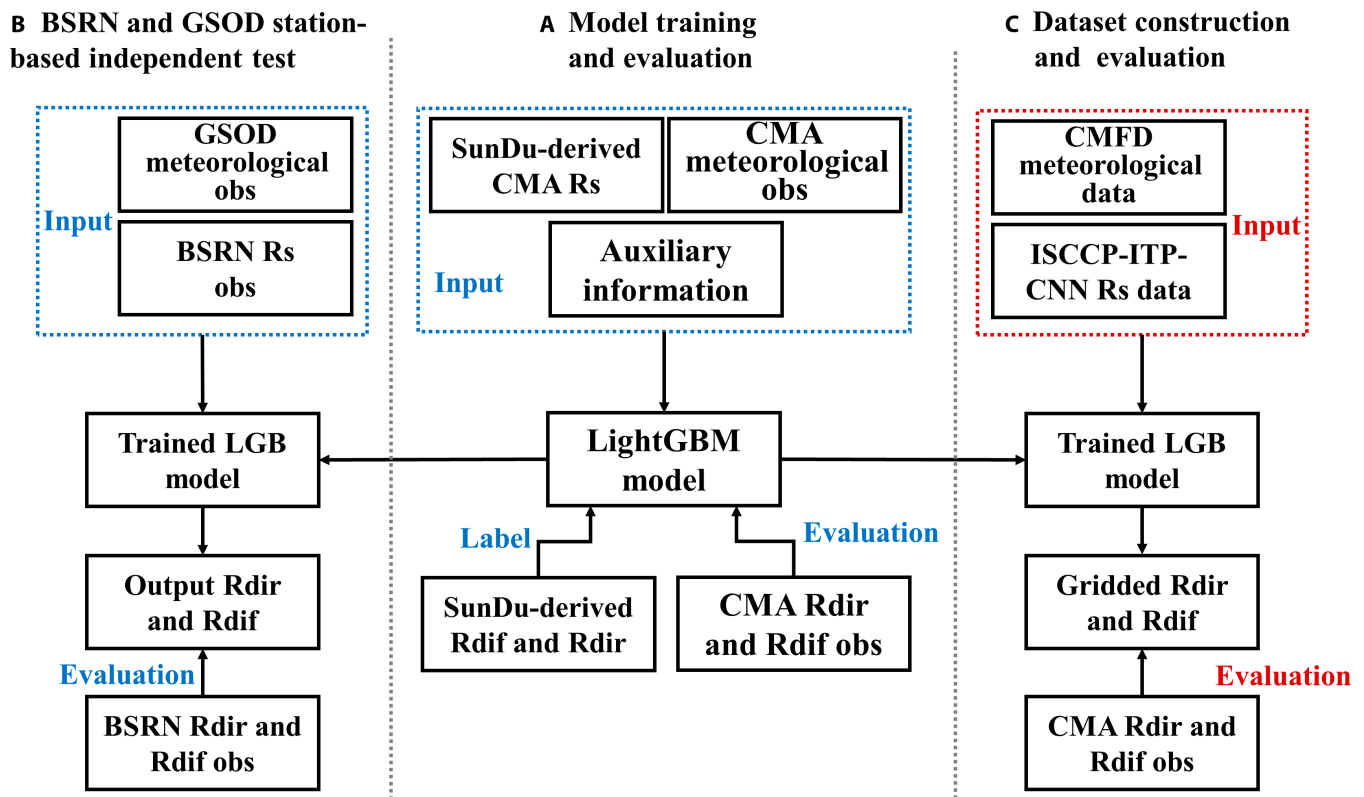 B BSRN and GSOD station-
based independent test
GSOD
meteorological
obs
Input
BSRN Rs
obs
Trained LGB
model
Output Rdir
and Rdif
Evaluation
BSRN Rdir and
Rdif obs
A Model training
and evaluation
SunDu-derived
CMA Rs
CMA
meteorological
obs
Auxiliary
information
Input
LightGBM
model
Label
Evaluation
SunDu-derived
Rdif and Rdir
CMA Rdir
and Rdif obs
C Dataset construction
and evaluation
CMFD
meteorological
data
Input
ISCCP-ITP-
CNN Rs data
Trained LGB
model
Gridded Rdir
and Rdif
Evaluation
CMA Rdir and
Rdif obs